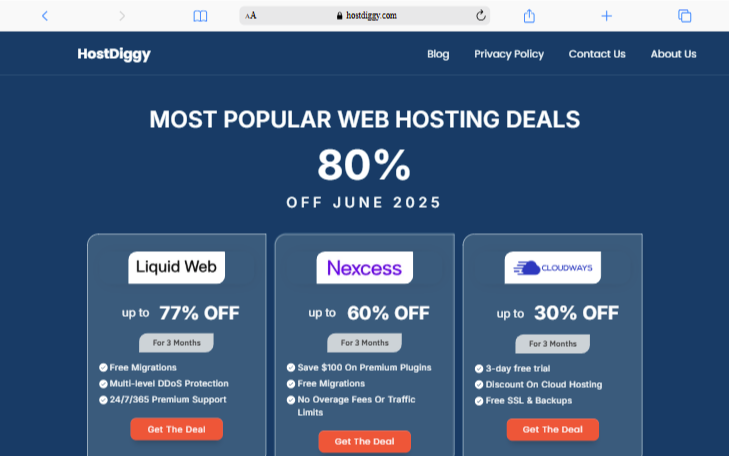 AA hostdiggy.com
HostDiggy Blog Privacy Policy Contact Us About Us
MOST POPULAR WEB HOSTING DEALS
80%
OFF JUNE 2025
Liquid Web
up to 77% OFF
For 3 Months
Free Migrations
Multi-level DDoS Protection
24/7/365 Premium Support
Get The Deal
Nexcess
up to 60% OFF
For 3 Months
Save $100 On Premium Plugins
Free Migrations
No Overage Fees Or Traffic
Limits
Get The Deal
CLOUDWAYS
up to 30% OFF
For 3 Months
3-day free trial
Discount On Cloud Hosting
Free SSL & Backups
Get The Deal